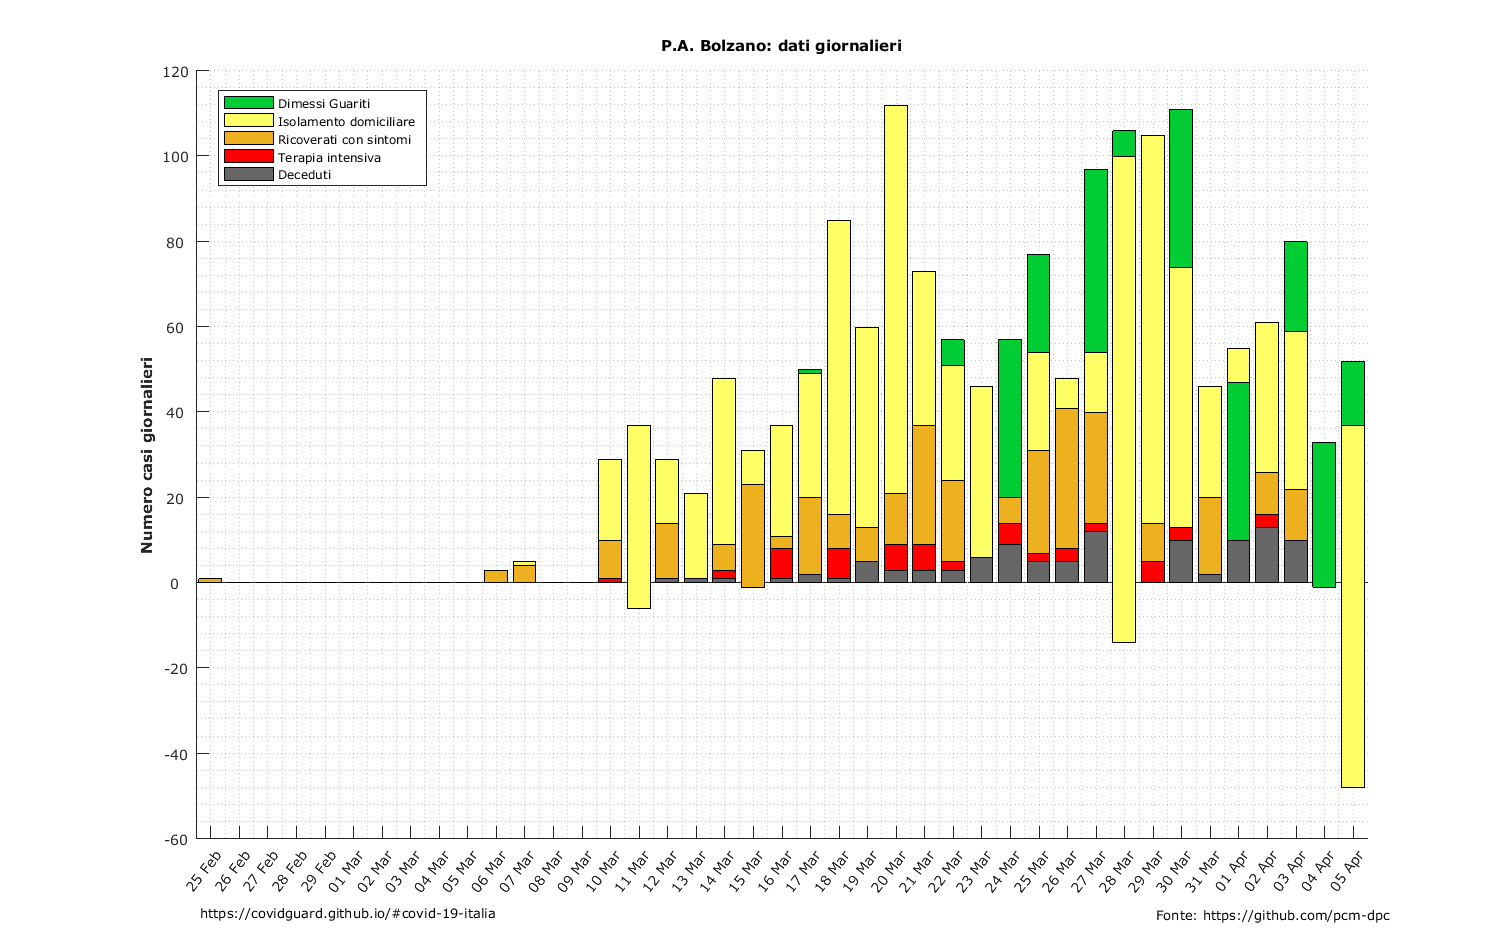 P.A. Bolzano: dati giornalieri
120
100
80
60
40
20
0
-20
-40
-60
Numero casi giornalieri
Dimessi Guariti
Isolamento domiciliare
Ricoverati con sintomi
Terapia intensiva
Deceduti
25 Feb
26 Feb
27 Feb
28 Feb
29 Feb
01 Mar
02 Mar
03 Mar
04 Mar
05 Mar
06 Mar
07 Mar
08 Mar
09 Mar
10 Mar
11 Mar
12 Mar
13 Mar
14 Mar
15 Mar
16 Mar
17 Mar
18 Mar
19 Mar
20 Mar
21 Mar
22 Mar
23 Mar
24 Mar
25 Mar
26 Mar
27 Mar
28 Mar
29 Mar
30 Mar
31 Mar
01 Apr
02 Apr
03 Apr
04 Apr
05 Apr
https://covidguard.github.io/#covid-19-italia
Fonte: https://github.com/pcm-dpc